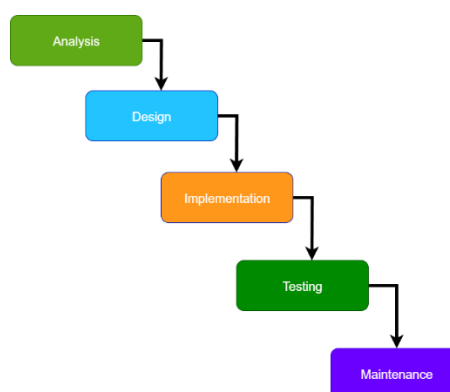 Analysis
Design
Implementation
Testing
Maintenance